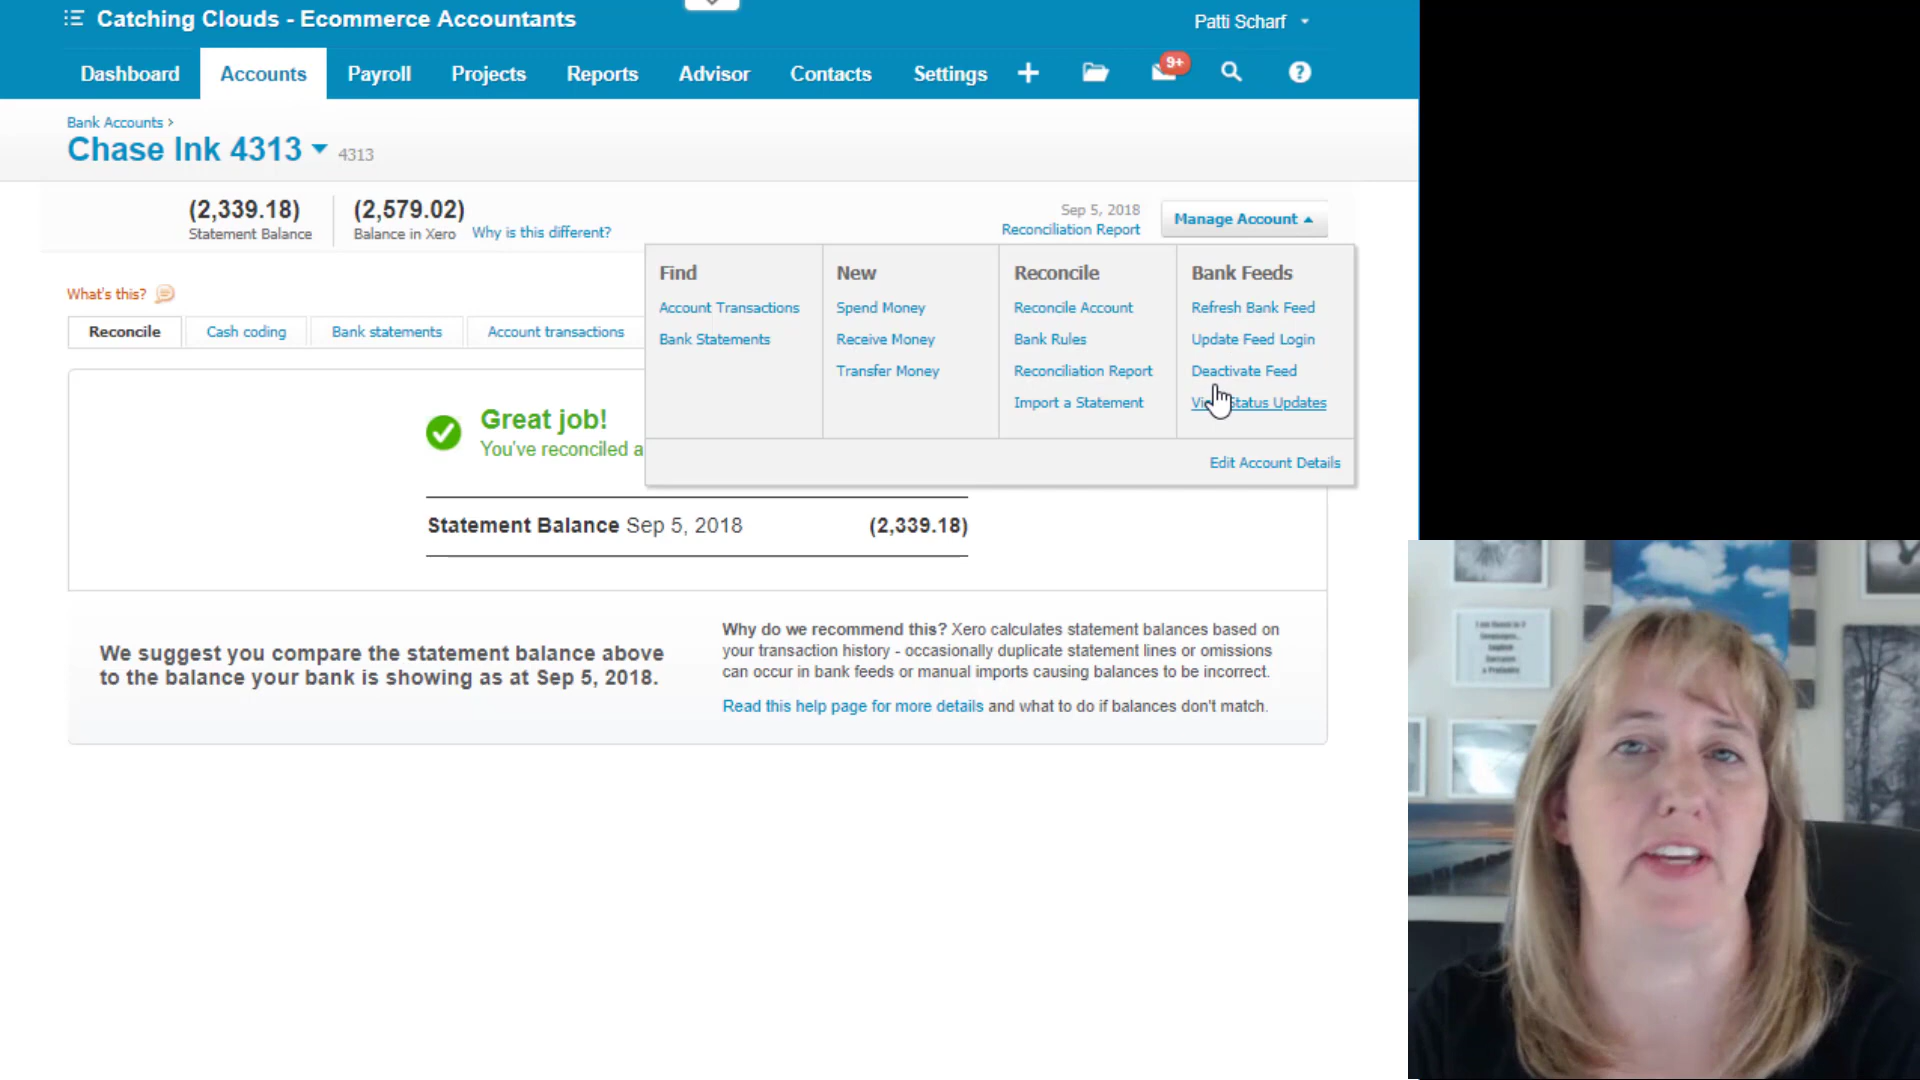 Catching Clouds - Ecommerce Accountants
Patti Scharf
Dashboard
Accounts
Payroll
Projects
Reports
Advisor
Contacts
Settings
9+
?
Bank Accounts >
Chase Ink 4313
4313
(2,339.18)
Statement Balance
(2,579.02)
Balance in Xero
Why is this different?
Sep 5, 2018
Reconciliation Report
Manage Account
Find
Account Transactions
Bank Statements
New
Spend Money
Receive Money
Transfer Money
Reconcile
Reconcile Account
Bank Rules
Reconciliation Report
Import a Statement
Bank Feeds
Refresh Bank Feed
Update Feed Login
Deactivate Feed
Status Updates
Edit Account Details
What's this?
Reconcile
Cash coding
Bank statements
Account transactions
Great job!
You've reconciled a
Statement Balance Sep 5, 2018 (2,339.18)
We suggest you compare the statement balance above
to the balance your bank is showing as at Sep 5, 2018.
Why do we recommend this? Xero calculates statement balances based on
your transaction history - occasionally duplicate statement lines or omissions
can occur in bank feeds or manual imports causing balances to be incorrect.
Read this help page for more details and what to do if balances don't match.